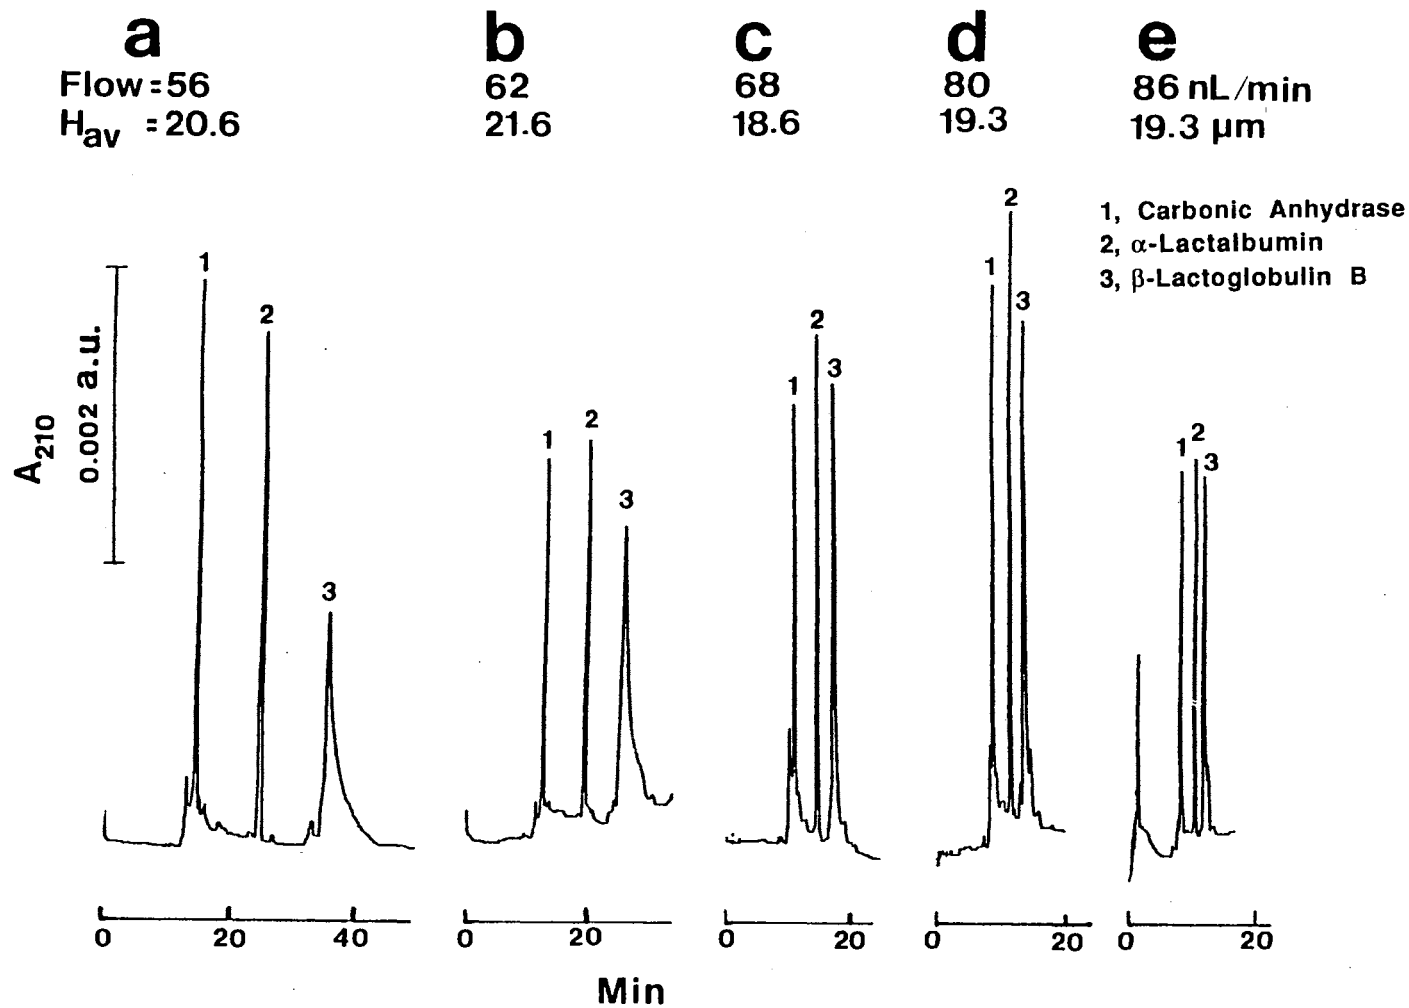 a b c d e
Flow = 56 62 68 80 86 nL/min
Hav = 20.6 21.6 18.6 19.3 19.3 µm
1, Carbonic Anhydrase
2, α-Lactalbumin
3, β-Lactoglobulin B
A210
0.002 a.u.
1 2 3
1 2 3
1 2 3
1 2 3
1 2 3
0 20 40 0 20 0 20 0 20 0 20
Min